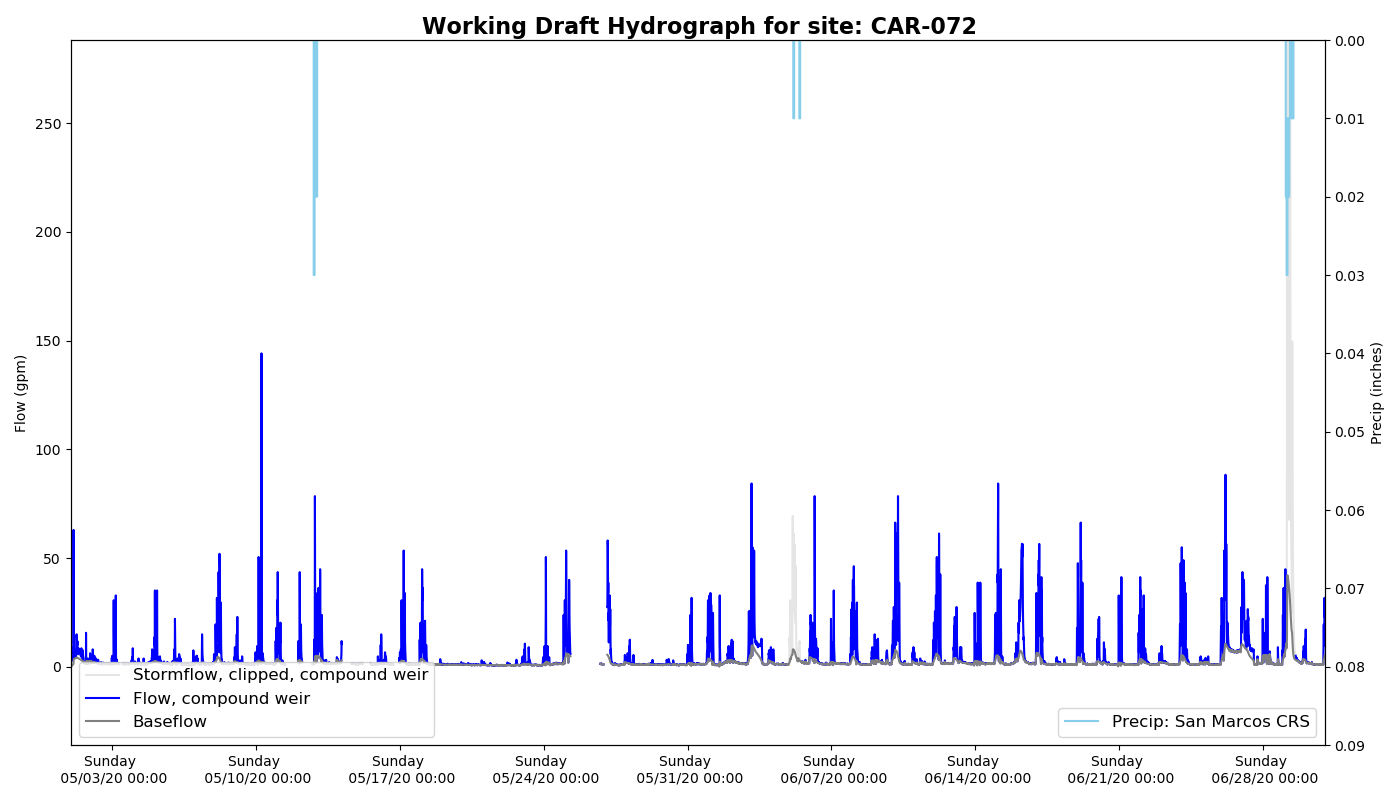 Working Draft Hydrograph for site: CAR-072
250
200
150
100
50
0
Flow (gpm)
0.00
0.01
0.02
0.03
0.04
0.05
0.06
0.07
0.08
0.09
Precip (inches)
Stormflow, clipped, compound weir
Flow, compound weir
Baseflow
Precip: San Marcos CRS
Sunday
05/03/20 00:00
Sunday
05/10/20 00:00
Sunday
05/17/20 00:00
Sunday
05/24/20 00:00
Sunday
05/31/20 00:00
Sunday
06/07/20 00:00
Sunday
06/14/20 00:00
Sunday
06/21/20 00:00
Sunday
06/28/20 00:00